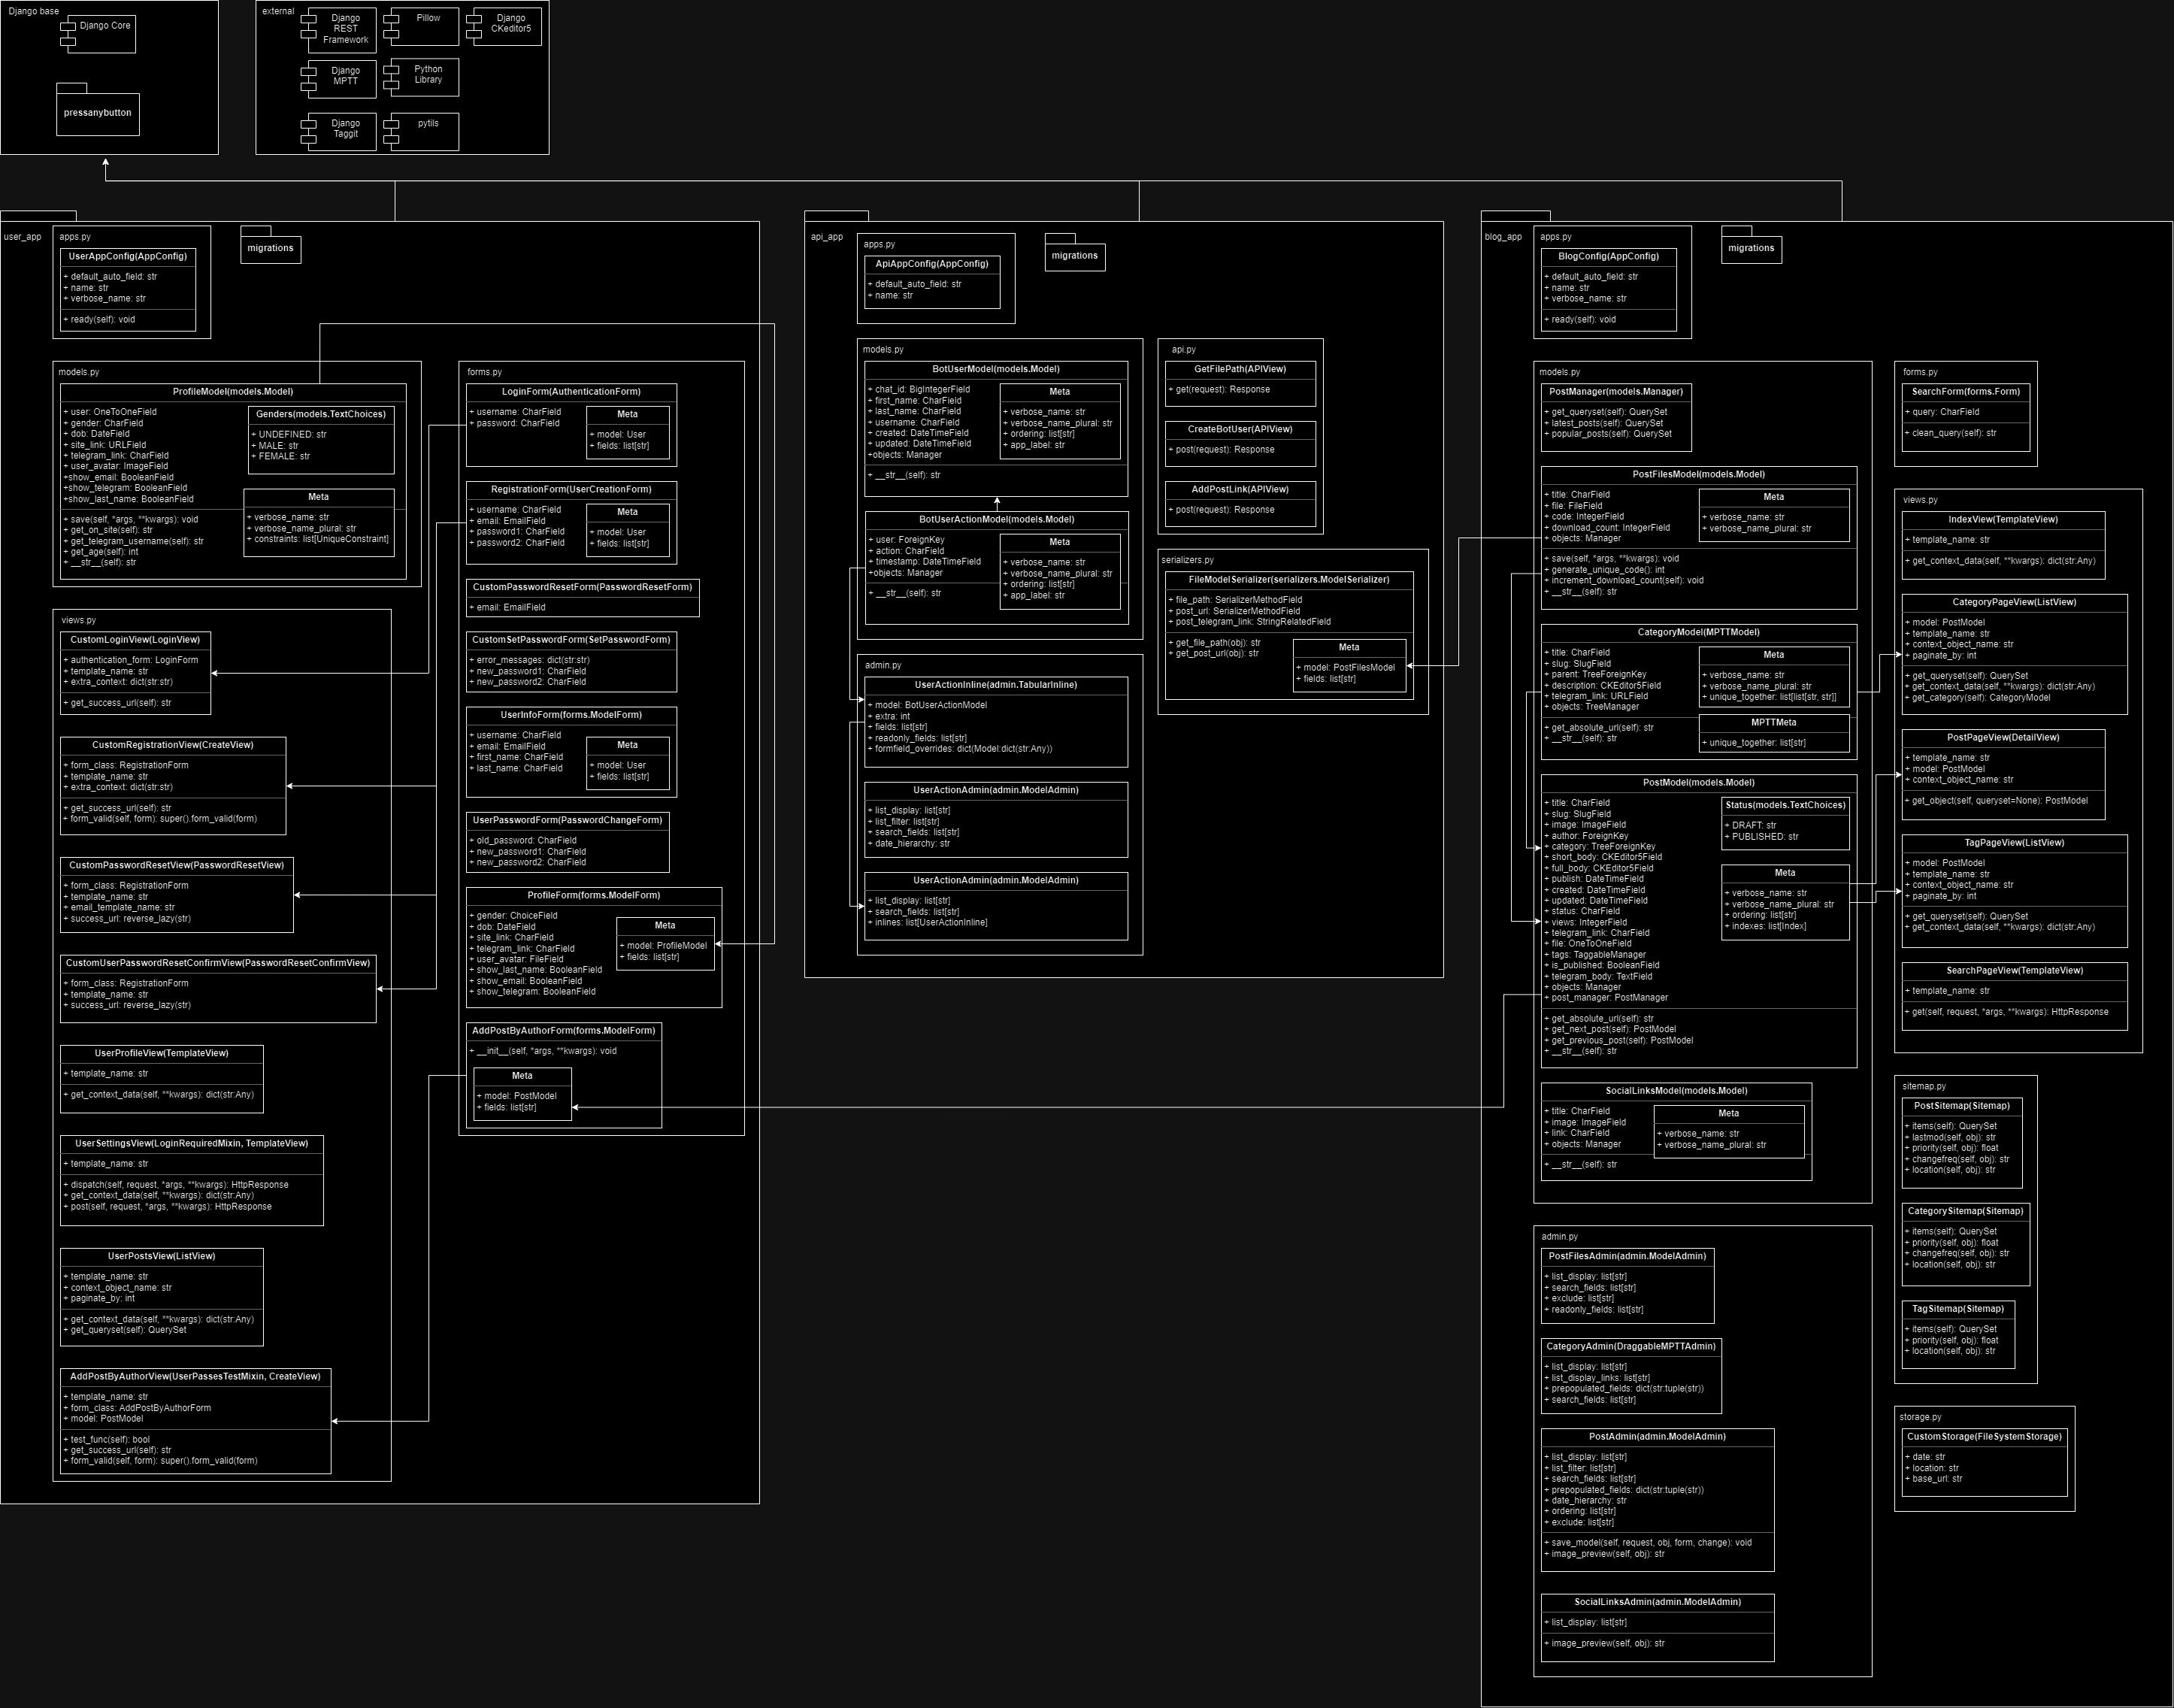 Django base
Django Core
pressanybutton
external
Django
REST
Framework
Pillow
Django
CKeditor5
Django
MPTT
Python
Library
Django
Taggit
pytils
user_app
apps.py
UserAppConfig(AppConfig)
+ default_auto_field: str
+ name: str
+ verbose_name: str
+ ready(self): void
migrations
models.py
ProfileModel(models.Model)
+ user: OneToOneField
+ gender: CharField
+ dob: DateField
+ site_link: URLField
+ telegram_link: CharField
+ user_avatar: ImageField
+show_email: BooleanField
+show_telegram: BooleanField
+show_last_name: BooleanField
+ save(self, *args, **kwargs): void
+ get_on_site(self): str
+ get_telegram_username(self): str
+ get_age(self): int
+ __str__(self): str
Genders(models.TextChoices)
+ UNDEFINED: str
+ MALE: str
+ FEMALE: str
Meta
+ verbose_name: str
+ verbose_name_plural: str
+ constraints: list[UniqueConstraint]
views.py
CustomLoginView(LoginView)
+ authentication_form: LoginForm
+ template_name: str
+ extra_context: dict(str:str)
+ get_success_url(self): str
CustomRegistrationView(CreateView)
+ form_class: RegistrationForm
+ template_name: str
+ extra_context: dict(str:str)
+ get_success_url(self): str
+ form_valid(self, form): super().form_valid(form)
CustomPasswordResetView(PasswordResetView)
+ form_class: RegistrationForm
+ template_name: str
+ email_template_name: str
+ success_url: reverse_lazy(str)
CustomUserPasswordResetConfirmView(PasswordResetConfirmView)
+ form_class: RegistrationForm
+ template_name: str
+ success_url: reverse_lazy(str)
UserProfileView(TemplateView)
+ template_name: str
+ get_context_data(self, **kwargs): dict(str:Any)
UserSettingsView(LoginRequiredMixin, TemplateView)
+ template_name: str
+ dispatch(self, request, *args, **kwargs): HttpResponse
+ get_context_data(self, **kwargs): dict(str:Any)
+ post(self, request, *args, **kwargs): HttpResponse
UserPostsView(ListView)
+ template_name: str
+ context_object_name: str
+ paginate_by: int
+ get_context_data(self, **kwargs): dict(str:Any)
+ get_queryset(self): QuerySet
AddPostByAuthorView(UserPassesTestMixin, CreateView)
+ template_name: str
+ form_class: AddPostByAuthorForm
+ model: PostModel
+ test_func(self): bool
+ get_success_url(self): str
+ form_valid(self, form): super().form_valid(form)
forms.py
LoginForm(AuthenticationForm)
+ username: CharField
+ password: CharField
Meta
+ model: User
+ fields: list[str]
RegistrationForm(UserCreationForm)
+ username: CharField
+ email: EmailField
+ password1: CharField
+ password2: CharField
Meta
+ model: User
+ fields: list[str]
CustomPasswordResetForm(PasswordResetForm)
+ email: EmailField
CustomSetPasswordForm(SetPasswordForm)
+ error_messages: dict(str:str)
+ new_password1: CharField
+ new_password2: CharField
UserInfoForm(forms.ModelForm)
+ username: CharField
+ email: EmailField
+ first_name: CharField
+ last_name: CharField
Meta
+ model: User
+ fields: list[str]
UserPasswordForm(PasswordChangeForm)
+ old_password: CharField
+ new_password1: CharField
+ new_password2: CharField
ProfileForm(forms.ModelForm)
+ gender: ChoiceField
+ dob: DateField
+ site_link: CharField
+ telegram_link: CharField
+ user_avatar: FileField
+ show_last_name: BooleanField
+ show_email: BooleanField
+ show_telegram: BooleanField
Meta
+ model: ProfileModel
+ fields: list[str]
AddPostByAuthorForm(forms.ModelForm)
+ __init__(self, *args, **kwargs): void
Meta
+ model: PostModel
+ fields: list[str]
api_app
apps.py
ApiAppConfig(AppConfig)
+ default_auto_field: str
+ name: str
migrations
models.py
BotUserModel(models.Model)
+ chat_id: BigIntegerField
+ first_name: CharField
+ last_name: CharField
+ username: CharField
+ created: DateTimeField
+ updated: DateTimeField
+objects: Manager
+ __str__(self): str
Meta
+ verbose_name: str
+ verbose_name_plural: str
+ ordering: list[str]
+ app_label: str
BotUserActionModel(models.Model)
+ user: ForeignKey
+ action: CharField
+ timestamp: DateTimeField
+objects: Manager
+ __str__(self): str
Meta
+ verbose_name: str
+ verbose_name_plural: str
+ ordering: list[str]
+ app_label: str
admin.py
UserActionInline(admin.TabularInline)
+ model: BotUserActionModel
+ extra: int
+ fields: list[str]
+ readonly_fields: list[str]
+ formfield_overrides: dict(Model:dict(str:Any))
UserActionAdmin(admin.ModelAdmin)
+ list_display: list[str]
+ list_filter: list[str]
+ search_fields: list[str]
+ date_hierarchy: str
UserActionAdmin(admin.ModelAdmin)
+ list_display: list[str]
+ search_fields: list[str]
+ inlines: list[UserActionInline]
api.py
GetFilePath(APIView)
+ get(request): Response
CreateBotUser(APIView)
+ post(request): Response
AddPostLink(APIView)
+ post(request): Response
serializers.py
FileModelSerializer(serializers.ModelSerializer)
+ file_path: SerializerMethodField
+ post_url: SerializerMethodField
+ post_telegram_link: StringRelatedField
+ get_file_path(obj): str
+ get_post_url(obj): str
Meta
+ model: PostFilesModel
+ fields: list[str]
blog_app
apps.py
BlogConfig(AppConfig)
+ default_auto_field: str
+ name: str
+ verbose_name: str
+ ready(self): void
migrations
models.py
PostManager(models.Manager)
+ get_queryset(self): QuerySet
+ latest_posts(self): QuerySet
+ popular_posts(self): QuerySet
PostFilesModel(models.Model)
+ title: CharField
+ file: FileField
+ code: IntegerField
+ download_count: IntegerField
+ objects: Manager
+ save(self, *args, **kwargs): void
+ generate_unique_code(): int
+ increment_download_count(self): void
+ __str__(self): str
Meta
+ verbose_name: str
+ verbose_name_plural: str
CategoryModel(MPTTModel)
+ title: CharField
+ slug: SlugField
+ parent: TreeForeignKey
+ description: CKEditor5Field
+ telegram_link: URLField
+ objects: TreeManager
+ get_absolute_url(self): str
+ __str__(self): str
Meta
+ verbose_name: str
+ verbose_name_plural: str
+ unique_together: list[list[str, str]]
MPTTMeta
+ unique_together: list[str]
PostModel(models.Model)
+ title: CharField
+ slug: SlugField
+ image: ImageField
+ author: ForeignKey
+ category: TreeForeignKey
+ short_body: CKEditor5Field
+ full_body: CKEditor5Field
+ publish: DateTimeField
+ created: DateTimeField
+ updated: DateTimeField
+ status: CharField
+ views: IntegerField
+ telegram_link: CharField
+ file: OneToOneField
+ tags: TaggableManager
+ is_published: BooleanField
+ telegram_body: TextField
+ objects: Manager
+ post_manager: PostManager
+ get_absolute_url(self): str
+ get_next_post(self): PostModel
+ get_previous_post(self): PostModel
+ __str__(self): str
Status(models.TextChoices)
+ DRAFT: str
+ PUBLISHED: str
Meta
+ verbose_name: str
+ verbose_name_plural: str
+ ordering: list[str]
+ indexes: list[Index]
SocialLinksModel(models.Model)
+ title: CharField
+ image: ImageField
+ link: CharField
+ objects: Manager
+ __str__(self): str
Meta
+ verbose_name: str
+ verbose_name_plural: str
admin.py
PostFilesAdmin(admin.ModelAdmin)
+ list_display: list[str]
+ search_fields: list[str]
+ exclude: list[str]
+ readonly_fields: list[str]
CategoryAdmin(DraggableMPTTAdmin)
+ list_display: list[str]
+ list_display_links: list[str]
+ prepopulated_fields: dict(str:tuple(str))
+ search_fields: list[str]
PostAdmin(admin.ModelAdmin)
+ list_display: list[str]
+ list_filter: list[str]
+ search_fields: list[str]
+ prepopulated_fields: dict(str:tuple(str))
+ date_hierarchy: str
+ ordering: list[str]
+ exclude: list[str]
+ save_model(self, request, obj, form, change): void
+ image_preview(self, obj): str
SocialLinksAdmin(admin.ModelAdmin)
+ list_display: list[str]
+ image_preview(self, obj): str
forms.py
SearchForm(forms.Form)
+ query: CharField
+ clean_query(self): str
views.py
IndexView(TemplateView)
+ template_name: str
+ get_context_data(self, **kwargs): dict(str:Any)
CategoryPageView(ListView)
+ model: PostModel
+ template_name: str
+ context_object_name: str
+ paginate_by: int
+ get_queryset(self): QuerySet
+ get_context_data(self, **kwargs): dict(str:Any)
+ get_category(self): CategoryModel
PostPageView(DetailView)
+ template_name: str
+ model: PostModel
+ context_object_name: str
+ get_object(self, queryset=None): PostModel
TagPageView(ListView)
+ model: PostModel
+ template_name: str
+ context_object_name: str
+ paginate_by: int
+ get_queryset(self): QuerySet
+ get_context_data(self, **kwargs): dict(str:Any)
SearchPageView(TemplateView)
+ template_name: str
+ get(self, request, *args, **kwargs): HttpResponse
sitemap.py
PostSitemap(Sitemap)
+ items(self): QuerySet
+ lastmod(self, obj): str
+ priority(self, obj): float
+ changefreq(self, obj): str
+ location(self, obj): str
CategorySitemap(Sitemap)
+ items(self): QuerySet
+ priority(self, obj): float
+ changefreq(self, obj): str
+ location(self, obj): str
TagSitemap(Sitemap)
+ items(self): QuerySet
+ priority(self, obj): float
+ location(self, obj): str
storage.py
CustomStorage(FileSystemStorage)
+ date: str
+ location: str
+ base_url: str